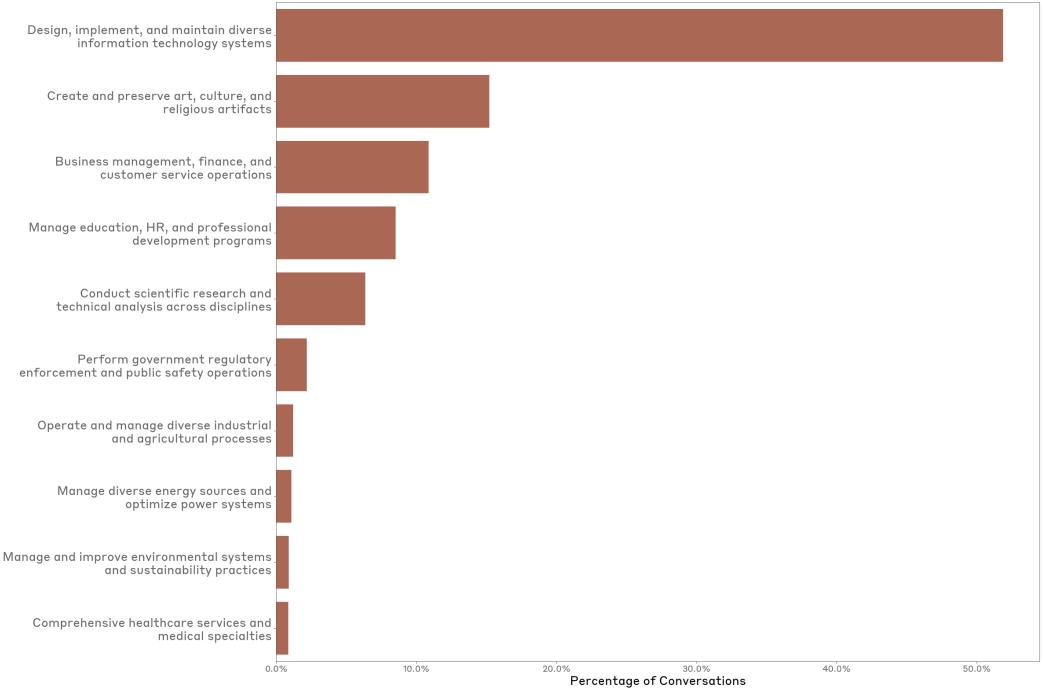 Design, implement, and maintain diverse
information technology systems
Create and preserve art, culture, and
religious artifacts
Business management, finance, and
customer service operations
Manage education, HR, and professional
development programs
Conduct scientific research and
technical analysis across disciplines
Perform government regulatory
enforcement and public safety operations
Operate and manage diverse industrial
and agricultural processes
Manage diverse energy sources and
optimize power systems
Manage and improve environmental systems
and sustainability practices
Comprehensive healthcare services and
medical specialties
0.0% 10.0% 20.0% 30.0% 40.0% 50.0%
Percentage of Conversations